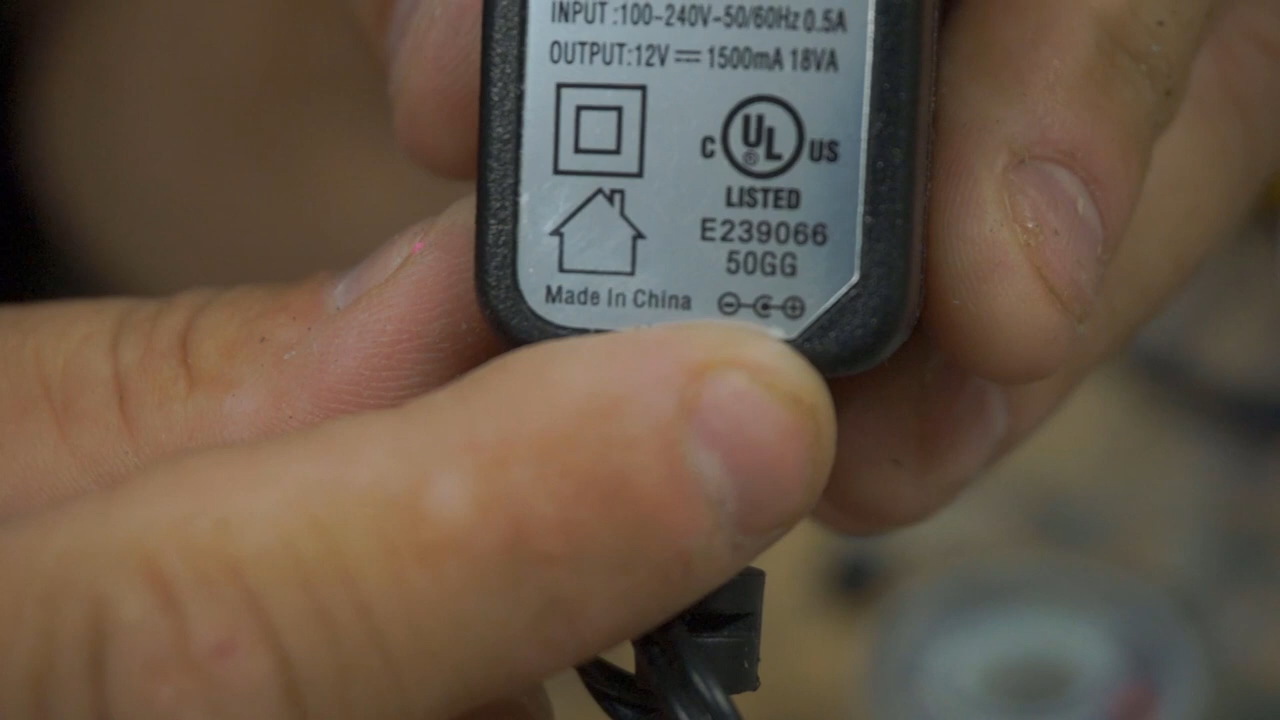 INPUT :100-240V~50/60Hz 0.5A
OUTPUT:12V ⎓ 1500mA 18VA
C UL ® US
LISTED
E239066
50GG
Made In China